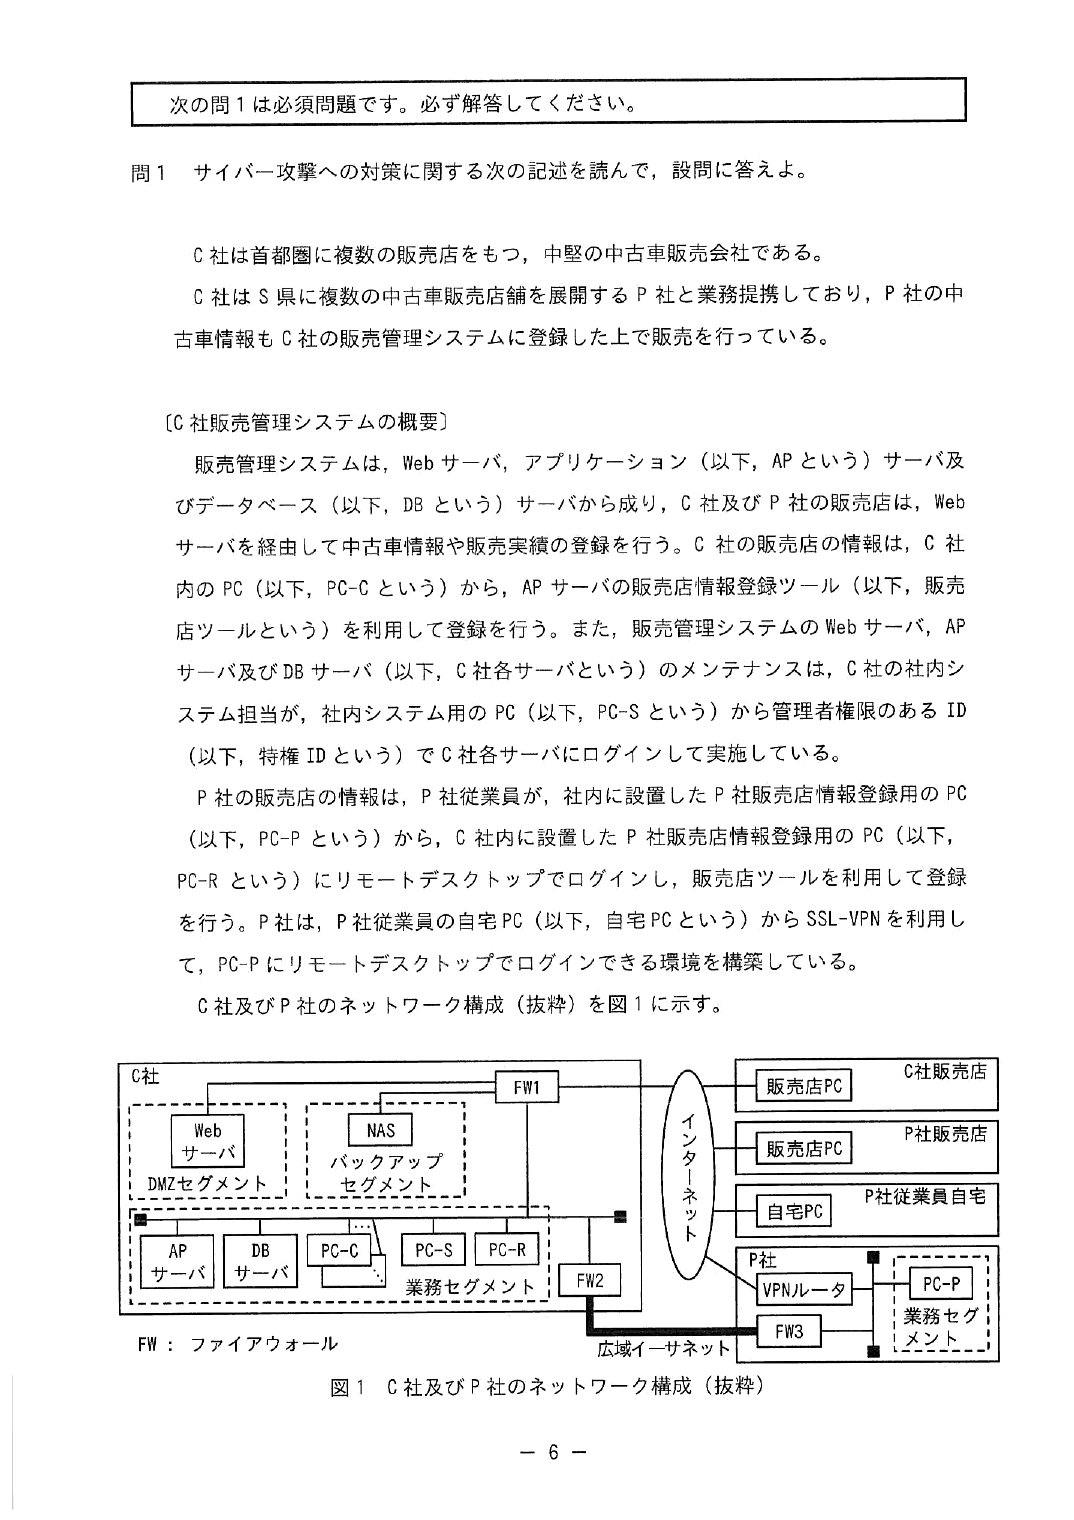 次の問1は必須問題です。必ず解答してください。
問1　サイバー攻撃への対策に関する次の記述を読んで，設問に答えよ。
C社は首都圏に複数の販売店をもつ，中堅の中古車販売会社である。
C社はS県に複数の中古車販売店舗を展開するP社と業務提携しており，P社の中
古車情報もC社の販売管理システムに登録した上で販売を行っている。
〔C社販売管理システムの概要〕
販売管理システムは，Webサーバ，アプリケーション（以下，APという）サーバ及
びデータベース（以下，DBという）サーバから成り，C社及びP社の販売店は，Web
サーバを経由して中古車情報や販売実績の登録を行う。C社の販売店の情報は，C社
内のPC（以下，PC-Cという）から，APサーバの販売店情報登録ツール（以下，販売
店ツールという）を利用して登録を行う。また，販売管理システムのWebサーバ，AP
サーバ及びDBサーバ（以下，C社各サーバという）のメンテナンスは，C社の社内シ
ステム担当が，社内システム用のPC（以下，PC-Sという）から管理者権限のあるID
（以下，特権IDという）でC社各サーバにログインして実施している。
P社の販売店の情報は，P社従業員が，社内に設置したP社販売店情報登録用のPC
（以下，PC-Pという）から，C社内に設置したP社販売店情報登録用のPC（以下，
PC-Rという）にリモートデスクトップでログインし，販売店ツールを利用して登録
を行う。P社は，P社従業員の自宅PC（以下，自宅PCという）からSSL-VPNを利用し
て，PC-Pにリモートデスクトップでログインできる環境を構築している。
C社及びP社のネットワーク構成（抜粋）を図1に示す。
C社
FW1
Web
サーバ
DMZセグメント
NAS
バックアップ
セグメント
AP
サーバ
DB
サーバ
PC-C
PC-S
PC-R
業務セグメント
FW2
インターネット
C社販売店
販売店PC
P社販売店
販売店PC
P社従業員自宅
自宅PC
P社
VPNルータ
PC-P
業務セグ
メント
FW3
広域イーサネット
FW：ファイアウォール
図1　C社及びP社のネットワーク構成（抜粋）
－ 6 －